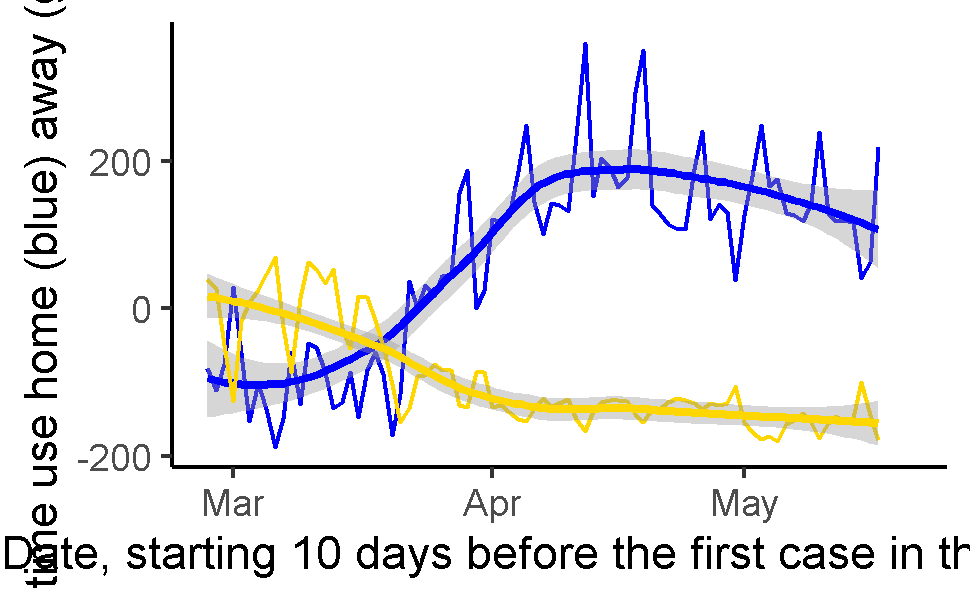 time use home (blue) away (
200
0
-200
Mar Apr May
Date, starting 10 days before the first case in th